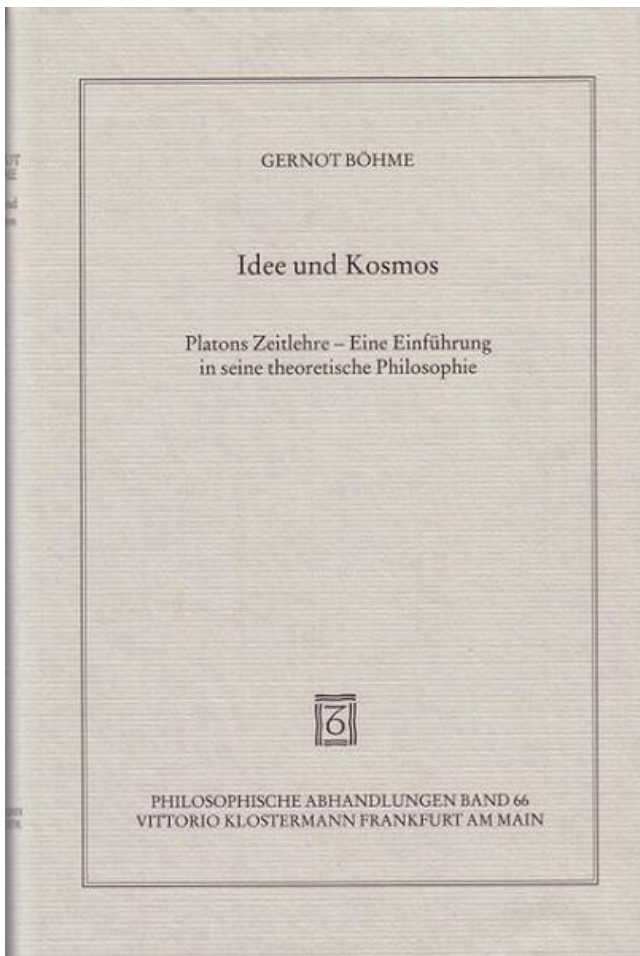 GERNOT BÖHME
Idee und Kosmos
Platons Zeitlehre – Eine Einführung
in seine theoretische Philosophie
PHILOSOPHISCHE ABHANDLUNGEN BAND 66
VITTORIO KLOSTERMANN FRANKFURT AM MAIN